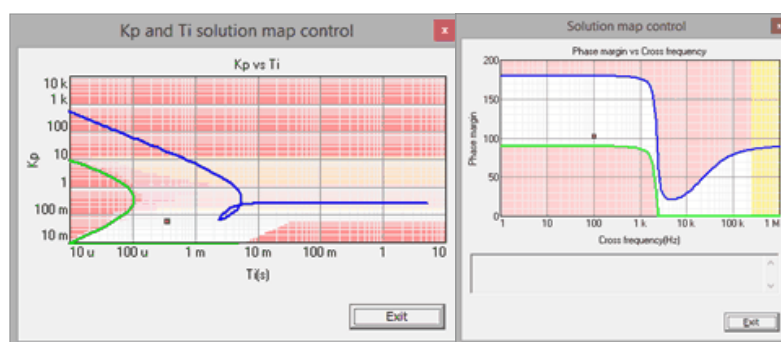 Kp and Ti solution map control
x
Kp vs Ti
10 k
1 k
100
10
1
100 m
10 m
Kp
10 u
100 u
1 m
10 m
100 m
1
10
Ti(s)
Exit
Solution map control
x
Phase margin vs Cross frequency
200
150
100
50
0
Phase margin
1
10
100
1 k
10 k
100 k
1 M
Cross frequency(Hz)
Exit